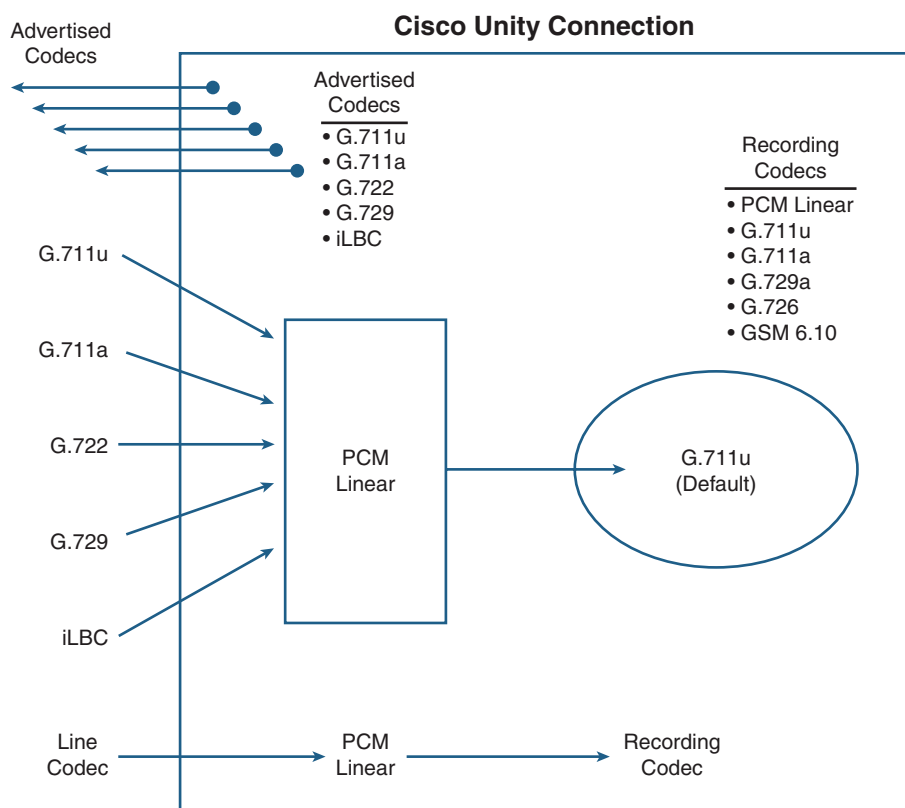 Cisco Unity Connection
Advertised
Codecs
Advertised
Codecs
• G.711u
• G.711a
• G.722
• G.729
• iLBC
Recording
Codecs
• PCM Linear
• G.711u
• G.711a
• G.729a
• G.726
• GSM 6.10
G.711u
G.711a
G.722
G.729
iLBC
PCM
Linear
G.711u
(Default)
Line
Codec
PCM
Linear
Recording
Codec